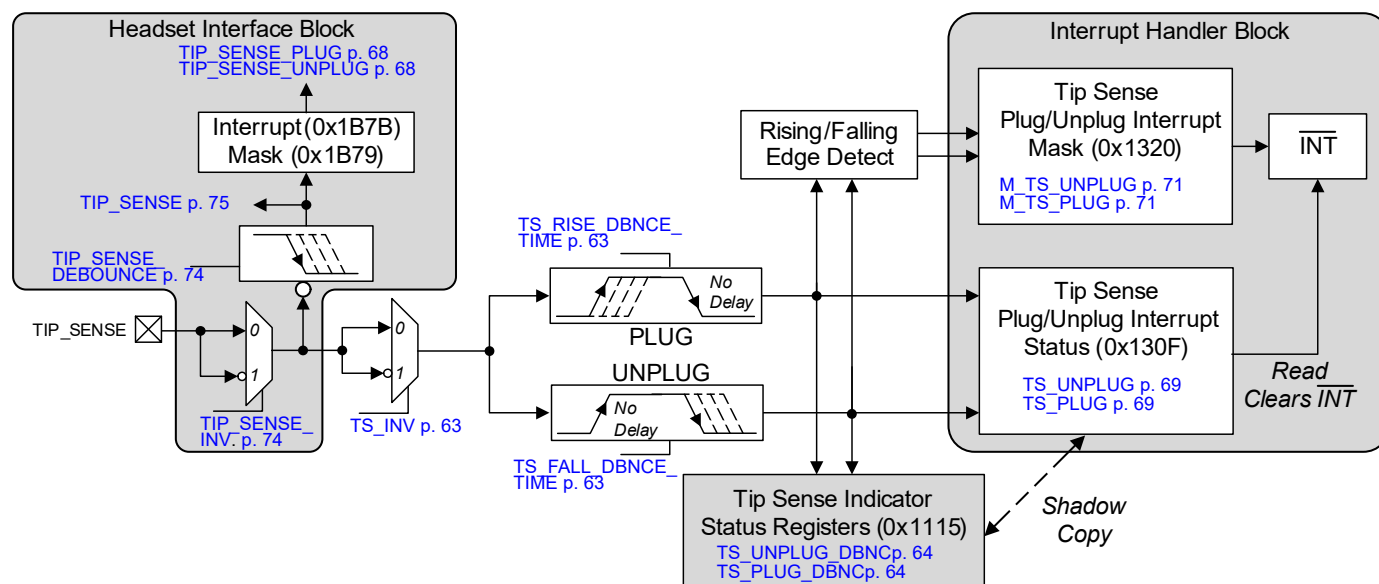 Headset Interface Block
TIP_SENSE_PLUG p. 68
TIP_SENSE_UNPLUG p. 68
Interrupt (0x1B7B)
Mask (0x1B79)
TIP_SENSE p. 75
TIP_SENSE_
DEBOUNCE p. 74
TIP_SENSE
0
1
TIP_SENSE_
INV. p. 74
0
1
TS_INV p. 63
TS_RISE_DBNCE_
TIME p. 63
No
Delay
PLUG
UNPLUG
No
Delay
TS_FALL_DBNCE_
TIME p. 63
Rising/Falling
Edge Detect
Tip Sense Indicator
Status Registers (0x1115)
TS_UNPLUG_DBNCp. 64
TS_PLUG_DBNCp. 64
Shadow
Copy
Interrupt Handler Block
Tip Sense
Plug/Unplug Interrupt
Mask (0x1320)
M_TS_UNPLUG p. 71
M_TS_PLUG p. 71
INT
Tip Sense
Plug/Unplug Interrupt
Status (0x130F)
TS_UNPLUG p. 69
TS_PLUG p. 69
Read
Clears INT